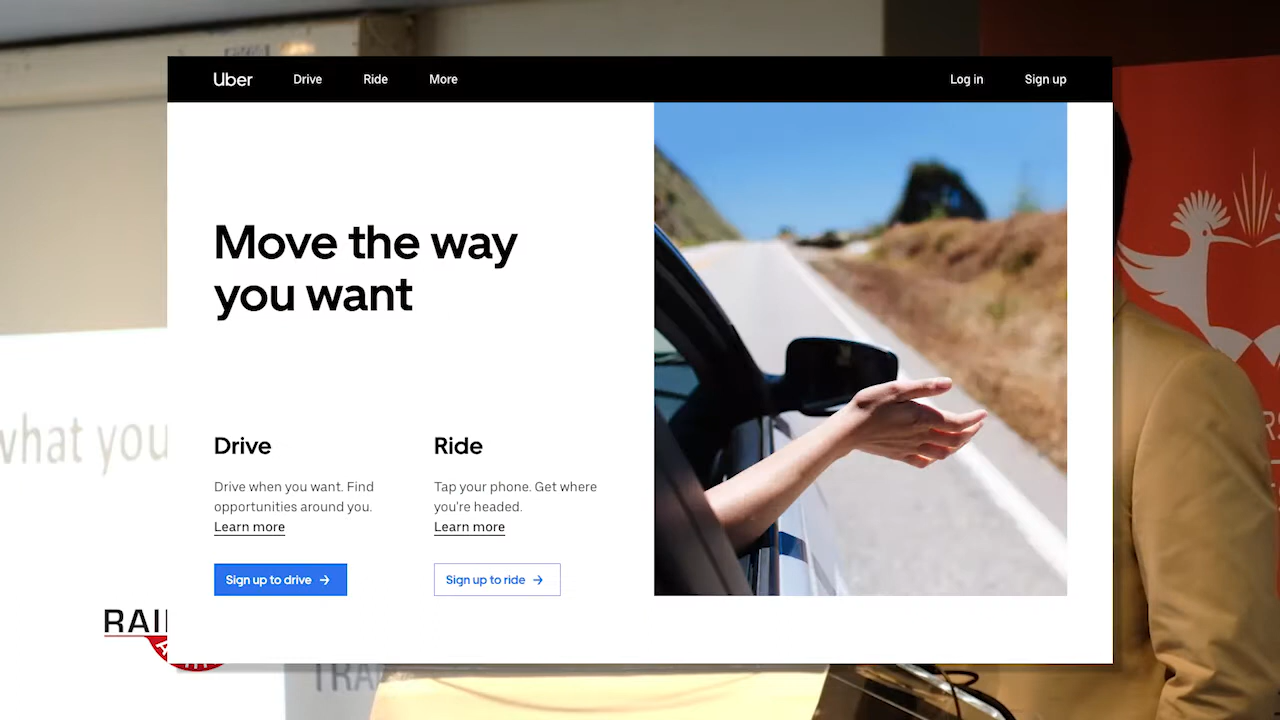 Uber Drive Ride More Log in Sign up
Move the way
you want
Drive
Drive when you want. Find
opportunities around you.
Learn more
Sign up to drive
Ride
Tap your phone. Get where
you're headed.
Learn more
Sign up to ride
what you
RAI
TRA